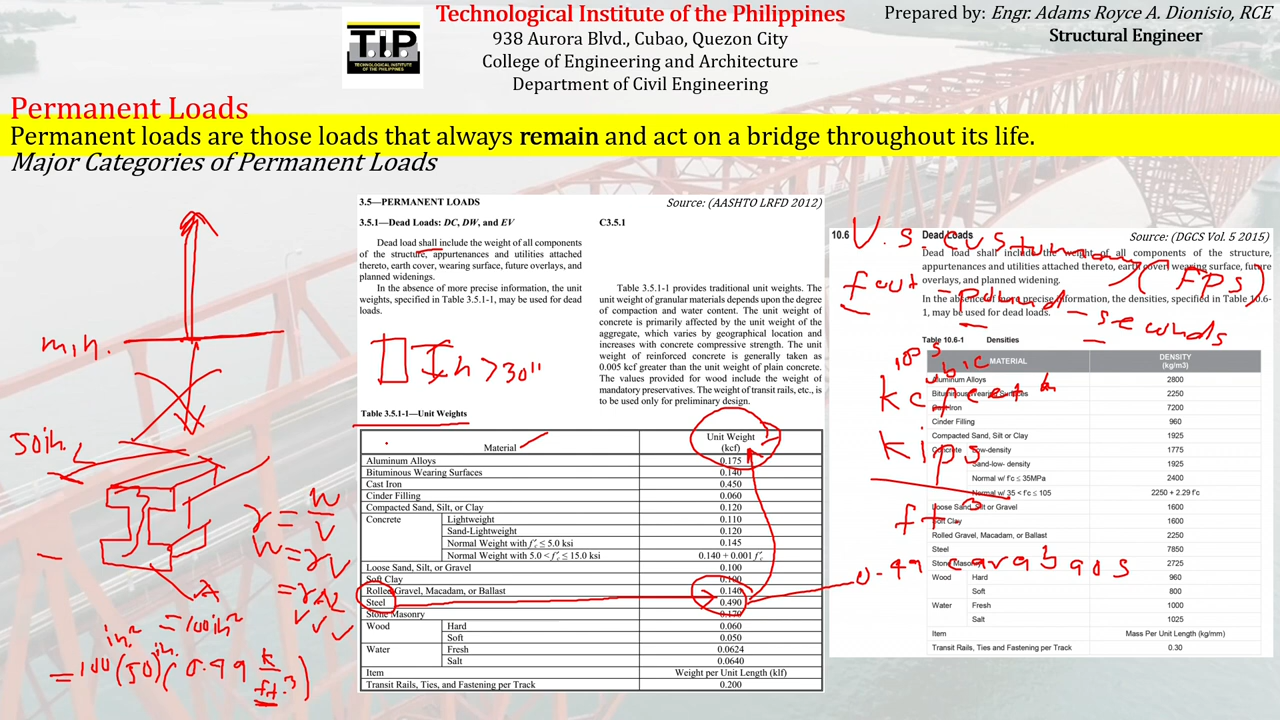 Technological Institute of the Philippines
938 Aurora Blvd., Cubao, Quezon City
College of Engineering and Architecture
Department of Civil Engineering
Prepared by: Engr. Adams Royce A. Dionisio, RCE
Structural Engineer
T.I.P
TECHNOLOGICAL INSTITUTE
OF THE PHILIPPINES
Permanent Loads
Permanent loads are those loads that always remain and act on a bridge throughout its life.
Major Categories of Permanent Loads
3.5—PERMANENT LOADS
Source: (AASHTO LRFD 2012)
3.5.1—Dead Loads: DC, DW, and EV
C3.5.1
Dead load shall include the weight of all components
of the structure, appurtenances and utilities attached
thereto, earth cover, wearing surface, future overlays, and
planned widenings.
In the absence of more precise information, the unit
weights, specified in Table 3.5.1-1, may be used for dead
loads.
Table 3.5.1-1 provides traditional unit weights. The
unit weight of granular materials depends upon the degree
of compaction and water content. The unit weight of
concrete is primarily affected by the unit weight of the
aggregate, which varies by geographical location and
increases with concrete compressive strength. The unit
weight of reinforced concrete is generally taken as
0.005 kcf greater than the unit weight of plain concrete.
The values provided for wood include the weight of
mandatory preservatives. The weight of transit rails, etc., is
to be used only for preliminary design.
h > 30"
Table 3.5.1-1—Unit Weights
Material
Unit Weight
(kcf)
Aluminum Alloys 0.175
Bituminous Wearing Surfaces 0.140
Cast Iron 0.450
Cinder Filling 0.060
Compacted Sand, Silt, or Clay 0.120
Concrete Lightweight 0.110
Sand-Lightweight 0.120
Normal Weight with f'c ≤ 5.0 ksi 0.145
Normal Weight with 5.0 < f'c ≤ 15.0 ksi 0.140 + 0.001 f'c
Loose Sand, Silt, or Gravel 0.100
Soft Clay 0.100
Rolled Gravel, Macadam, or Ballast 0.140
Steel 0.490
Stone Masonry 0.170
Wood Hard 0.060
Soft 0.050
Water Fresh 0.0624
Salt 0.0640
Item Weight per Unit Length (klf)
Transit Rails, Ties, and Fastening per Track 0.200
10.6 Dead Loads
Source: (DGCS Vol. 5 2015)
Dead load shall include the weight of all components of the structure,
appurtenances and utilities attached thereto, earth cover, wearing surface, future
overlays, and planned widenings.
In the absence of more precise information, the densities, specified in Table 10.6-
1, may be used for dead loads.
Table 10.6-1 Densities
MATERIAL
DENSITY
(kg/m3)
Aluminum Alloys 2800
Bituminous Wearing Surfaces 2250
Cast Iron 7200
Cinder Filling 960
Compacted Sand, Silt or Clay 1925
Concrete Low-density 1775
Sand-low- density 1925
Normal w/ f'c ≤ 35MPa 2400
Normal w/ 35 < f'c ≤ 105 2250 + 2.29 f'c
Loose Sand, Silt or Gravel 1600
Soft Clay 1600
Rolled Gravel, Macadam, or Ballast 2250
Steel 7850
Stone Masonry 2725
Wood Hard 960
Soft 800
Water Fresh 1000
Salt 1025
Item Mass Per Unit Length (kg/mm)
Transit Rails, Ties and Fastening per Track 0.30
U.S. customary (FPS)
foot - Pound - seconds
kips
ft³
min.
50in.
γ = W
V
W = γV
= γAL
A
= 100in²
in² in.
= 100(50)(0.49 k
ft.³)